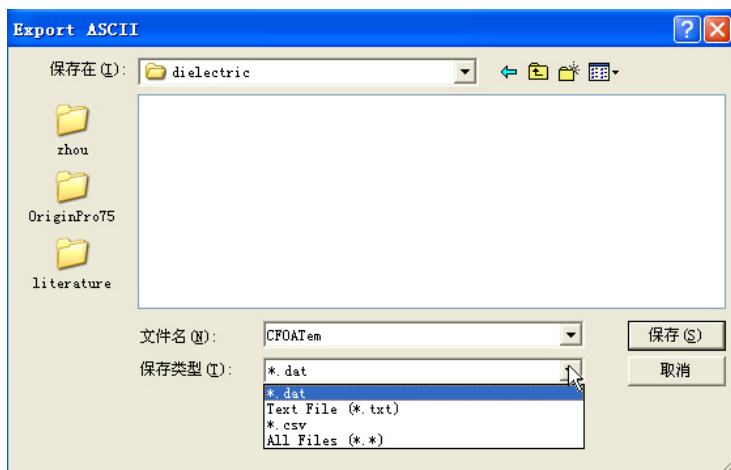 Export ASCII
保存在(I):
dielectric
zhou
OriginPro75
literature
文件名(N):
CFOATem
保存(S)
保存类型(T):
*.dat
取消
*.dat
Text File (*.txt)
*.csv
All Files (*.*)